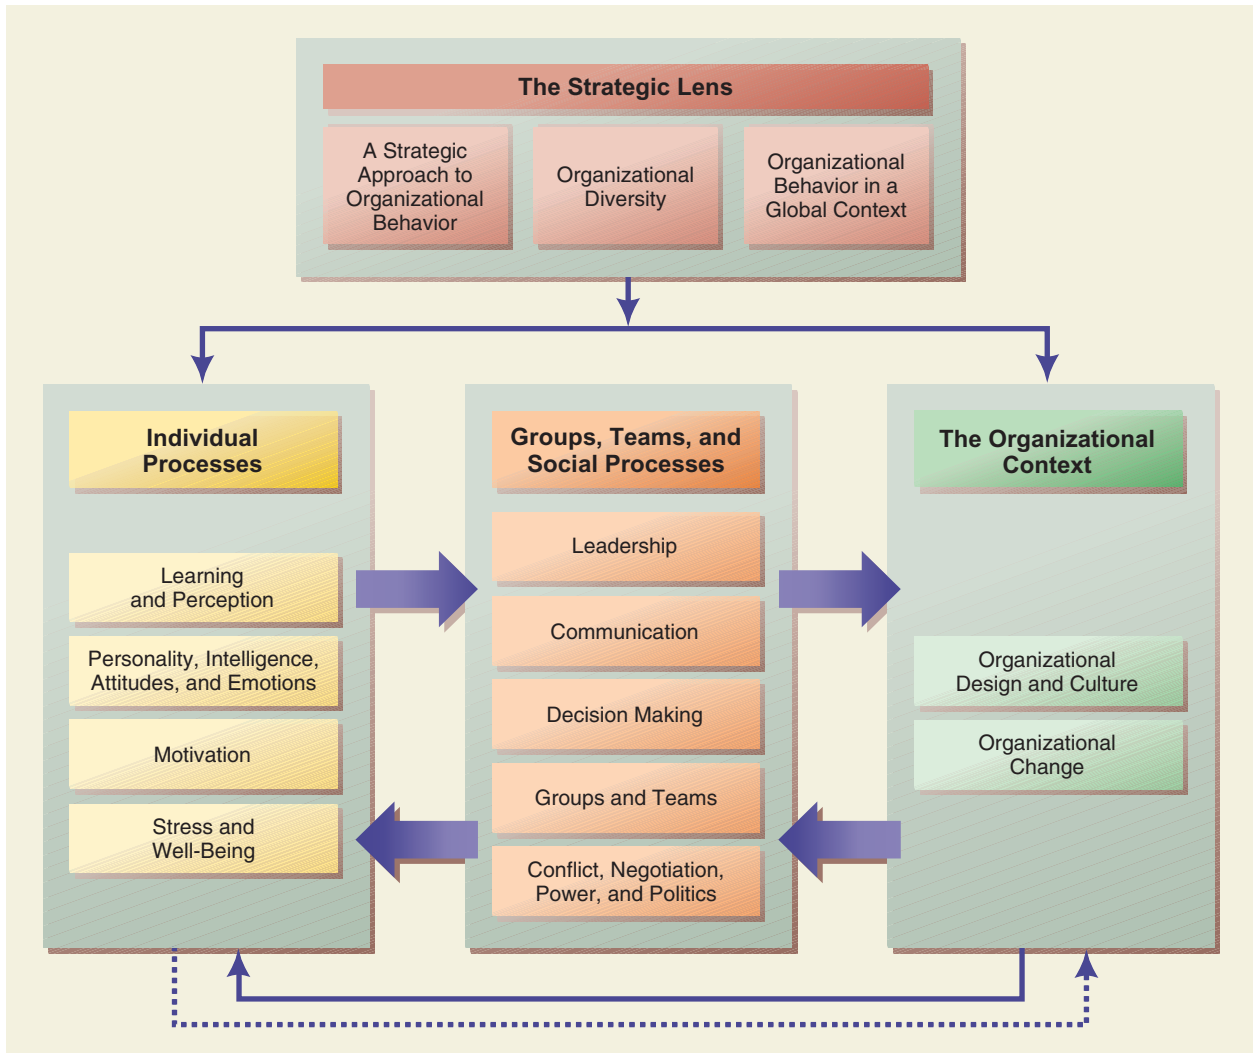 The Strategic Lens
A Strategic
Approach to
Organizational
Behavior
Organizational
Diversity
Organizational
Behavior in a
Global Context
Individual
Processes
Learning
and Perception
Personality, Intelligence,
Attitudes, and Emotions
Motivation
Stress and
Well-Being
Groups, Teams, and
Social Processes
Leadership
Communication
Decision Making
Groups and Teams
Conflict, Negotiation,
Power, and Politics
The Organizational
Context
Organizational
Design and Culture
Organizational
Change